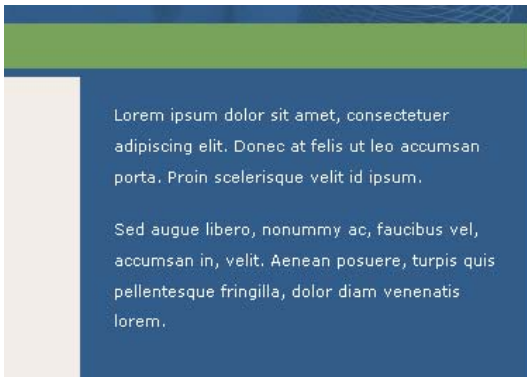 Lorem ipsum dolor sit amet, consectetuer
adipiscing elit. Donec at felis ut leo accumsan
porta. Proin scelerisque velit id ipsum.
Sed augue libero, nonummy ac, faucibus vel,
accumsan in, velit. Aenean posuere, turpis quis
pellentesque fringilla, dolor diam venenatis
lorem.